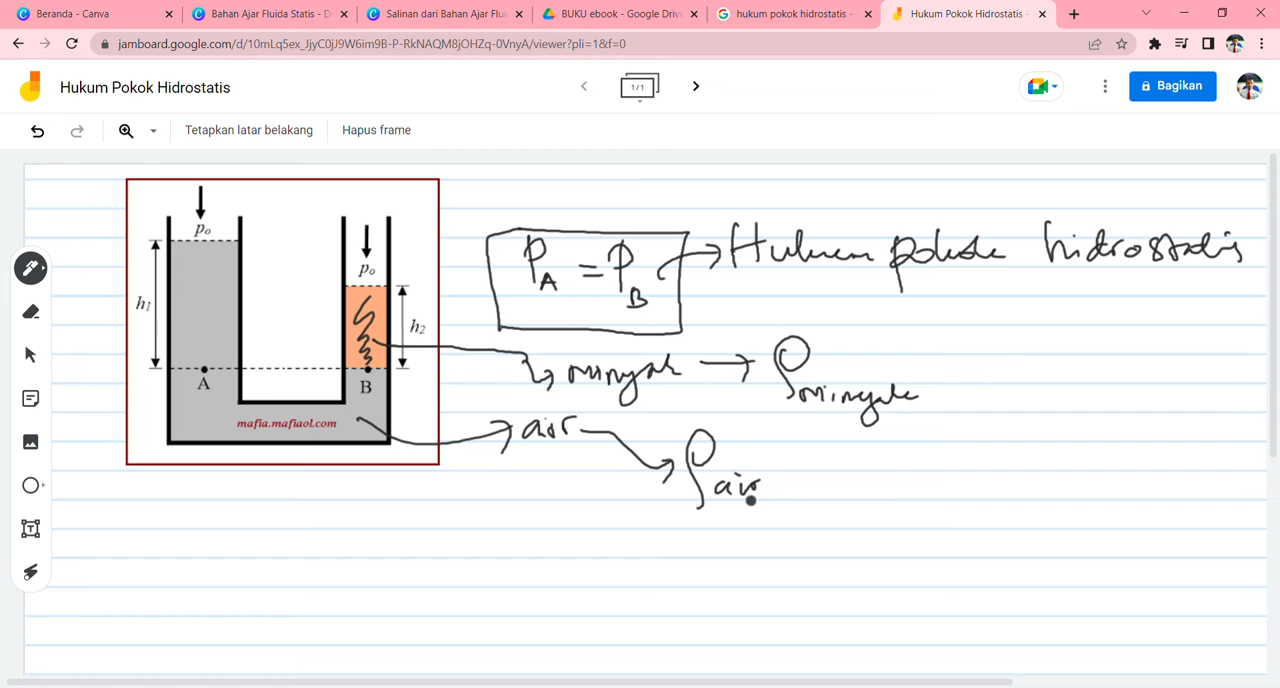 Beranda - Canva
Bahan Ajar Fluida Statis - D
Salinan dari Bahan Ajar Flui
BUKU ebook - Google Driv
hukum pokok hidrostatis -
Hukum Pokok Hidrostatis -
jamboard.google.com/d/10mLq5ex_JjyC0jJ9W6im9B-P-RkNAQM8jOHZq-0VnyA/viewer?pli=1&f=0
Hukum Pokok Hidrostatis
1/1
Bagikan
Tetapkan latar belakang
Hapus frame
p₀
p₀
h₁
h₂
A
B
mafia.mafiaol.com
P_A = P_B → Hukum pokok hidrostatis
minyak → ρ minyak
air → ρ air